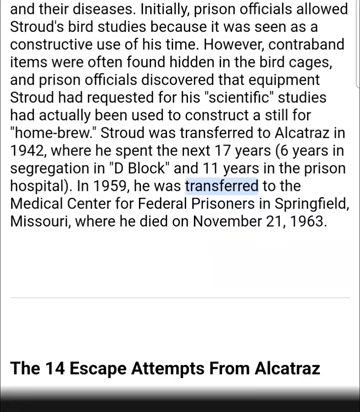 and their diseases. Initially, prison officials allowed
Stroud's bird studies because it was seen as a
constructive use of his time. However, contraband
items were often found hidden in the bird cages,
and prison officials discovered that equipment
Stroud had requested for his "scientific" studies
had actually been used to construct a still for
"home-brew." Stroud was transferred to Alcatraz in
1942, where he spent the next 17 years (6 years in
segregation in "D Block" and 11 years in the prison
hospital). In 1959, he was transferred to the
Medical Center for Federal Prisoners in Springfield,
Missouri, where he died on November 21, 1963.
The 14 Escape Attempts From Alcatraz